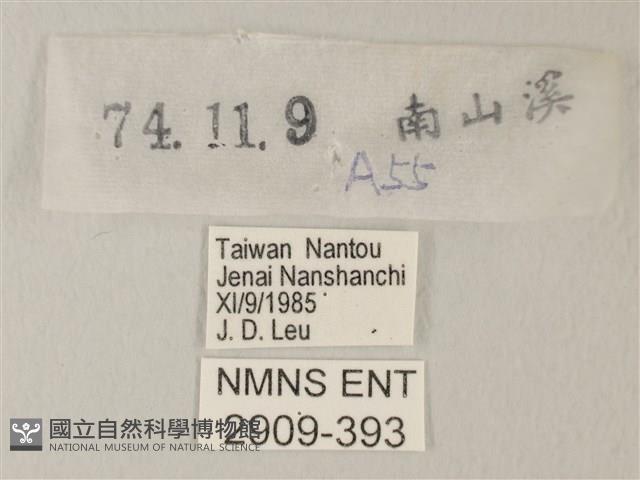 74.11.9 南山溪
A55
Taiwan Nantou
Jenai Nanshanchi
XI/9/1985
J. D. Leu
NMNS ENT
2009-393
國立自然科學博物館
NATIONAL MUSEUM OF NATURAL SCIENCE